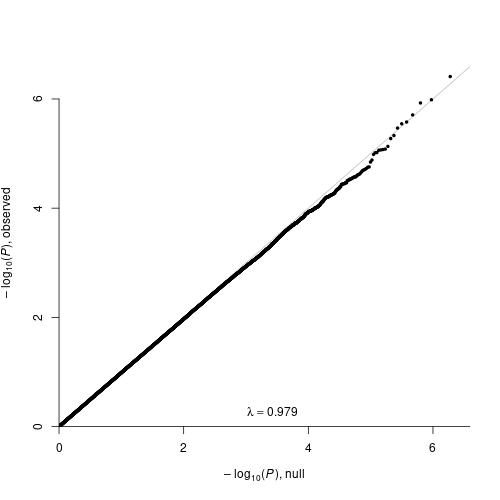 6
4
2
0
– log10(P), observed
λ = 0.979
0
2
4
6
– log10(P), null